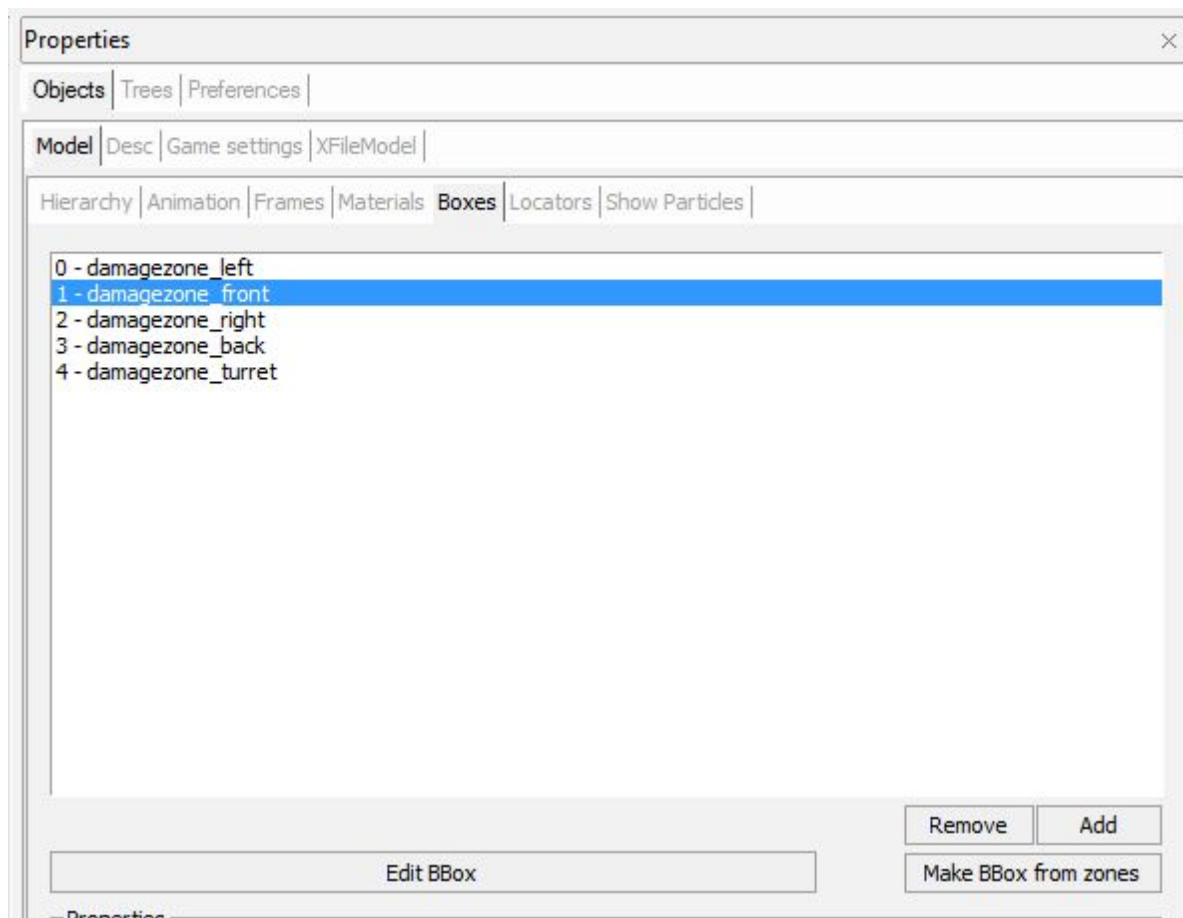 Properties
Objects Trees Preferences
Model Desc Game settings XFileModel
Hierarchy Animation Frames Materials Boxes Locators Show Particles
0 - damagezone_left
1 - damagezone_front
2 - damagezone_right
3 - damagezone_back
4 - damagezone_turret
Remove Add
Edit BBox Make BBox from zones
Properties